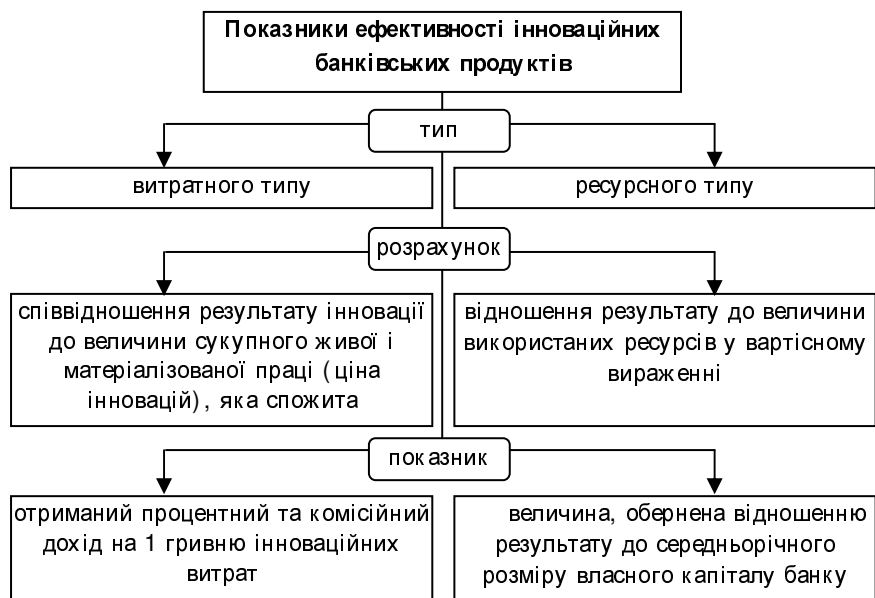 Показники ефективності інноваційних
банківських продуктів
тип
витратного типу
ресурсного типу
розрахунок
співвідношення результату інновації
до величини сукупного живої і
матеріалізованої праці (ціна
інновацій), яка спожита
відношення результату до величини
використаних ресурсів у вартісному
вираженні
показник
отриманий процентний та комісійний
дохід на 1 гривню інноваційних
витрат
величина, обернена відношенню
результату до середньорічного
розміру власного капіталу банку